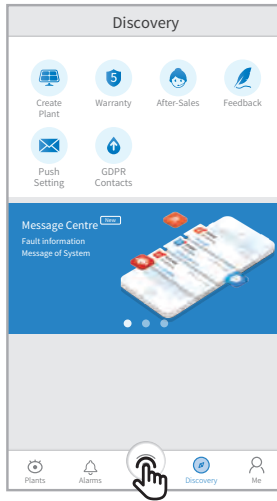 Discovery
5
Create
Plant
Warranty
After-Sales
Feedback
Push
Setting
GDPR
Contacts
Message Centre New
Fault information
Message of System
Plants
Alarms
Discovery
Me